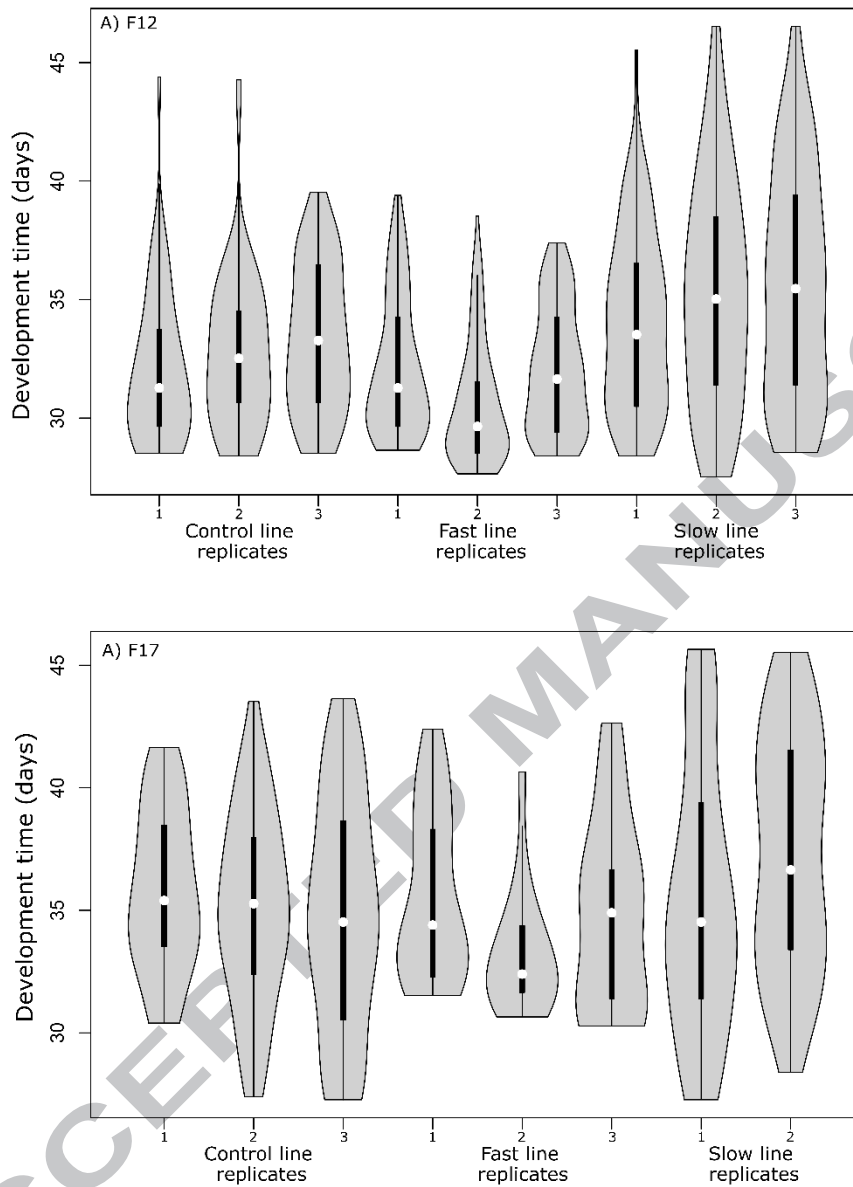 A) F12
45
40
35
30
Development time (days)
1 2 3 1 2 3 1 2 3
Control line replicates
Fast line replicates
Slow line replicates
A) F17
45
40
35
30
Development time (days)
1 2 3 1 2 3 1 2
Control line replicates
Fast line replicates
Slow line replicates
SCEPTED MANUSC